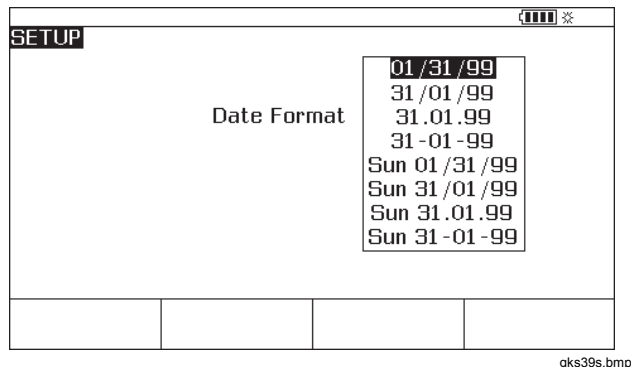 SETUP
01/31/99
31/01/99
Date Format
31.01.99
31-01-99
Sun 01/31/99
Sun 31/01/99
Sun 31.01.99
Sun 31-01-99
gks39s.bmp